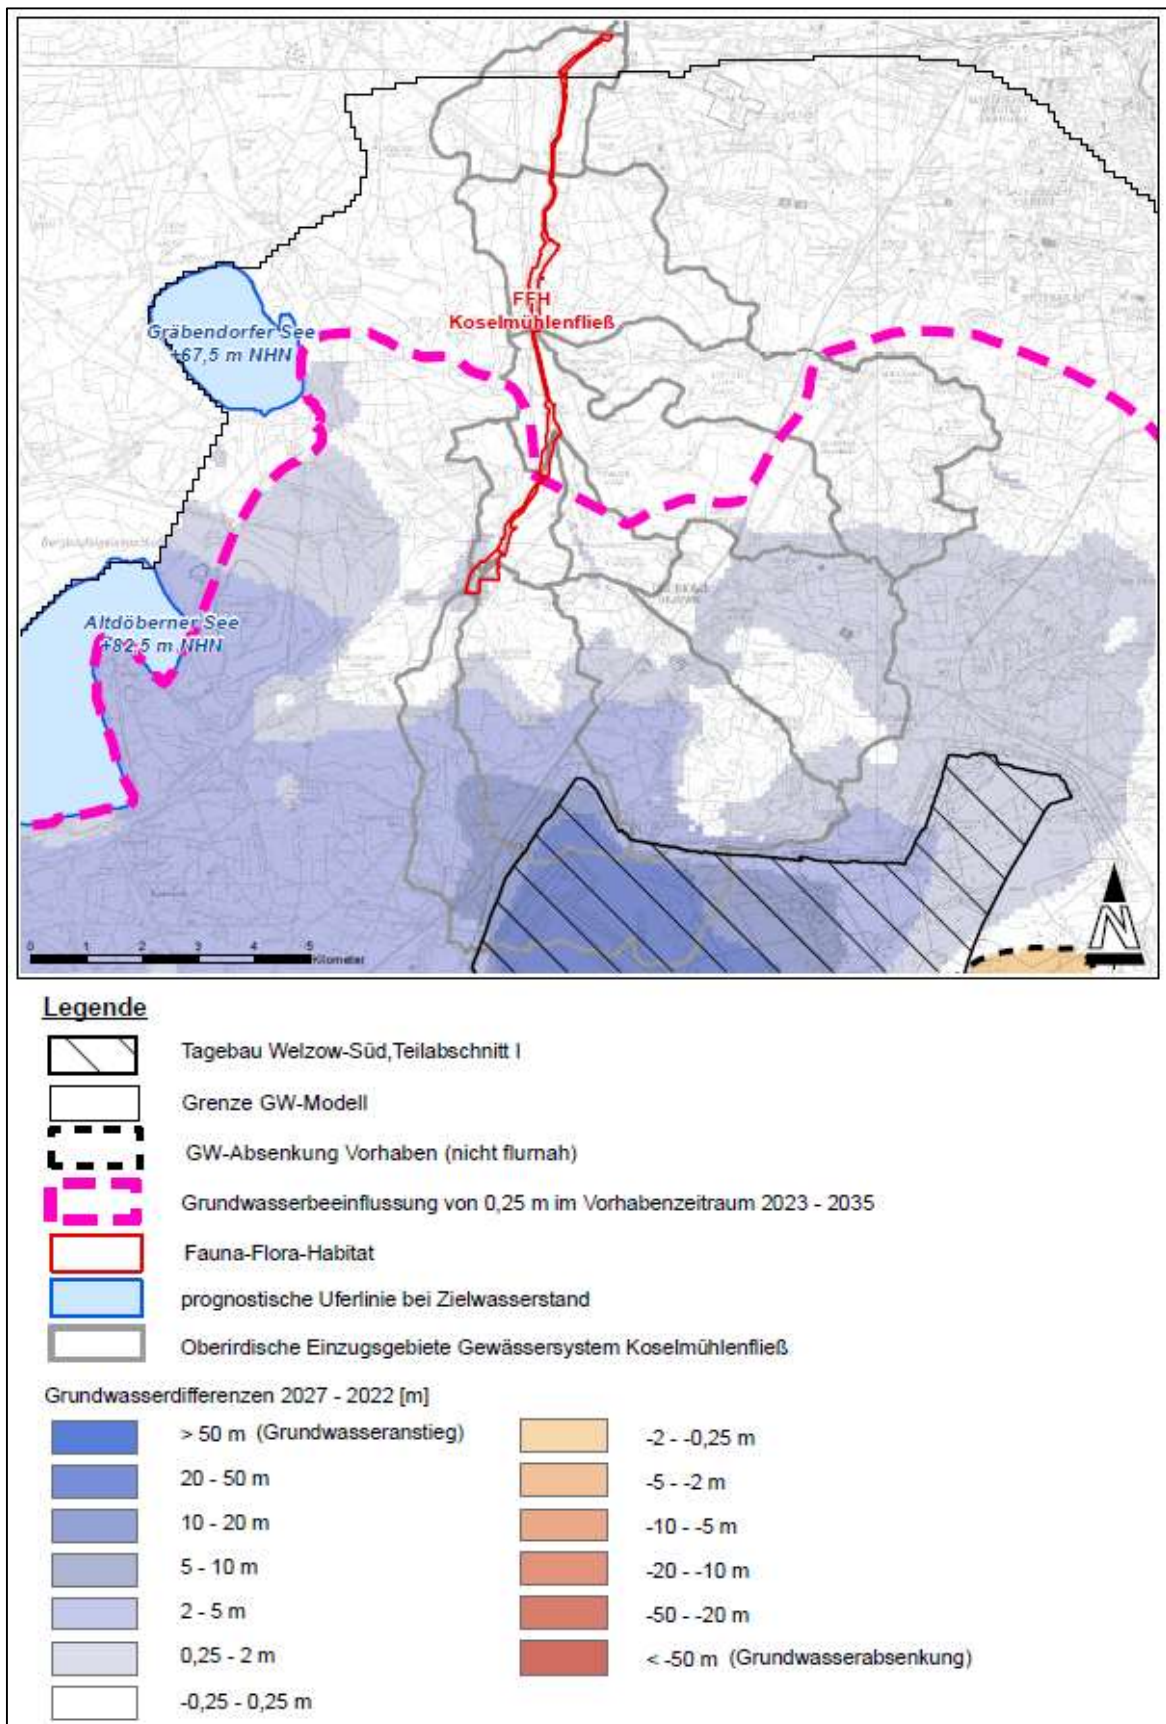 FFH
Koselmühlenfließ
Gräbendorfer See
+67,5 m NHN
Altdöberner See
+82,5 m NHN
N
0 1 2 3 4 5
Kilometer
Legende
Tagebau Welzow-Süd,Teilabschnitt I
Grenze GW-Modell
GW-Absenkung Vorhaben (nicht flurnah)
Grundwasserbeeinflussung von 0,25 m im Vorhabenzeitraum 2023 - 2035
Fauna-Flora-Habitat
prognostische Uferlinie bei Zielwasserstand
Oberirdische Einzugsgebiete Gewässersystem Koselmühlenfließ
Grundwasserdifferenzen 2027 - 2022 [m]
> 50 m (Grundwasseranstieg)
20 - 50 m
10 - 20 m
5 - 10 m
2 - 5 m
0,25 - 2 m
-0,25 - 0,25 m
-2 - -0,25 m
-5 - -2 m
-10 - -5 m
-20 - -10 m
-50 - -20 m
< -50 m (Grundwasserabsenkung)